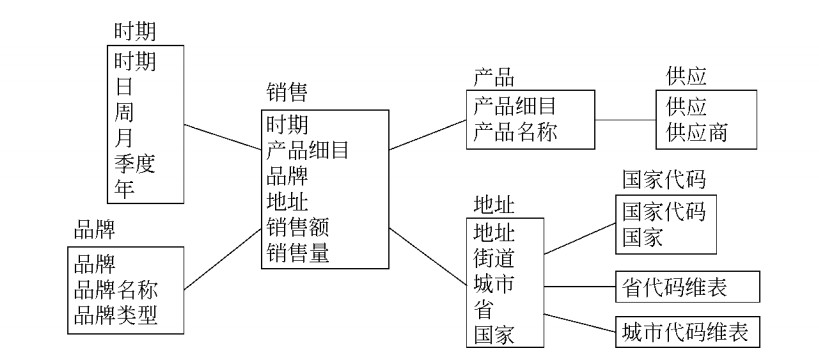 时期
时期
日
周
月
季度
年
品牌
品牌
品牌名称
品牌类型
销售
时期
产品细目
品牌
地址
销售额
销售量
产品
产品细目
产品名称
供应
供应
供应商
地址
地址
街道
城市
省
国家
国家代码
国家代码
国家
省代码维表
城市代码维表